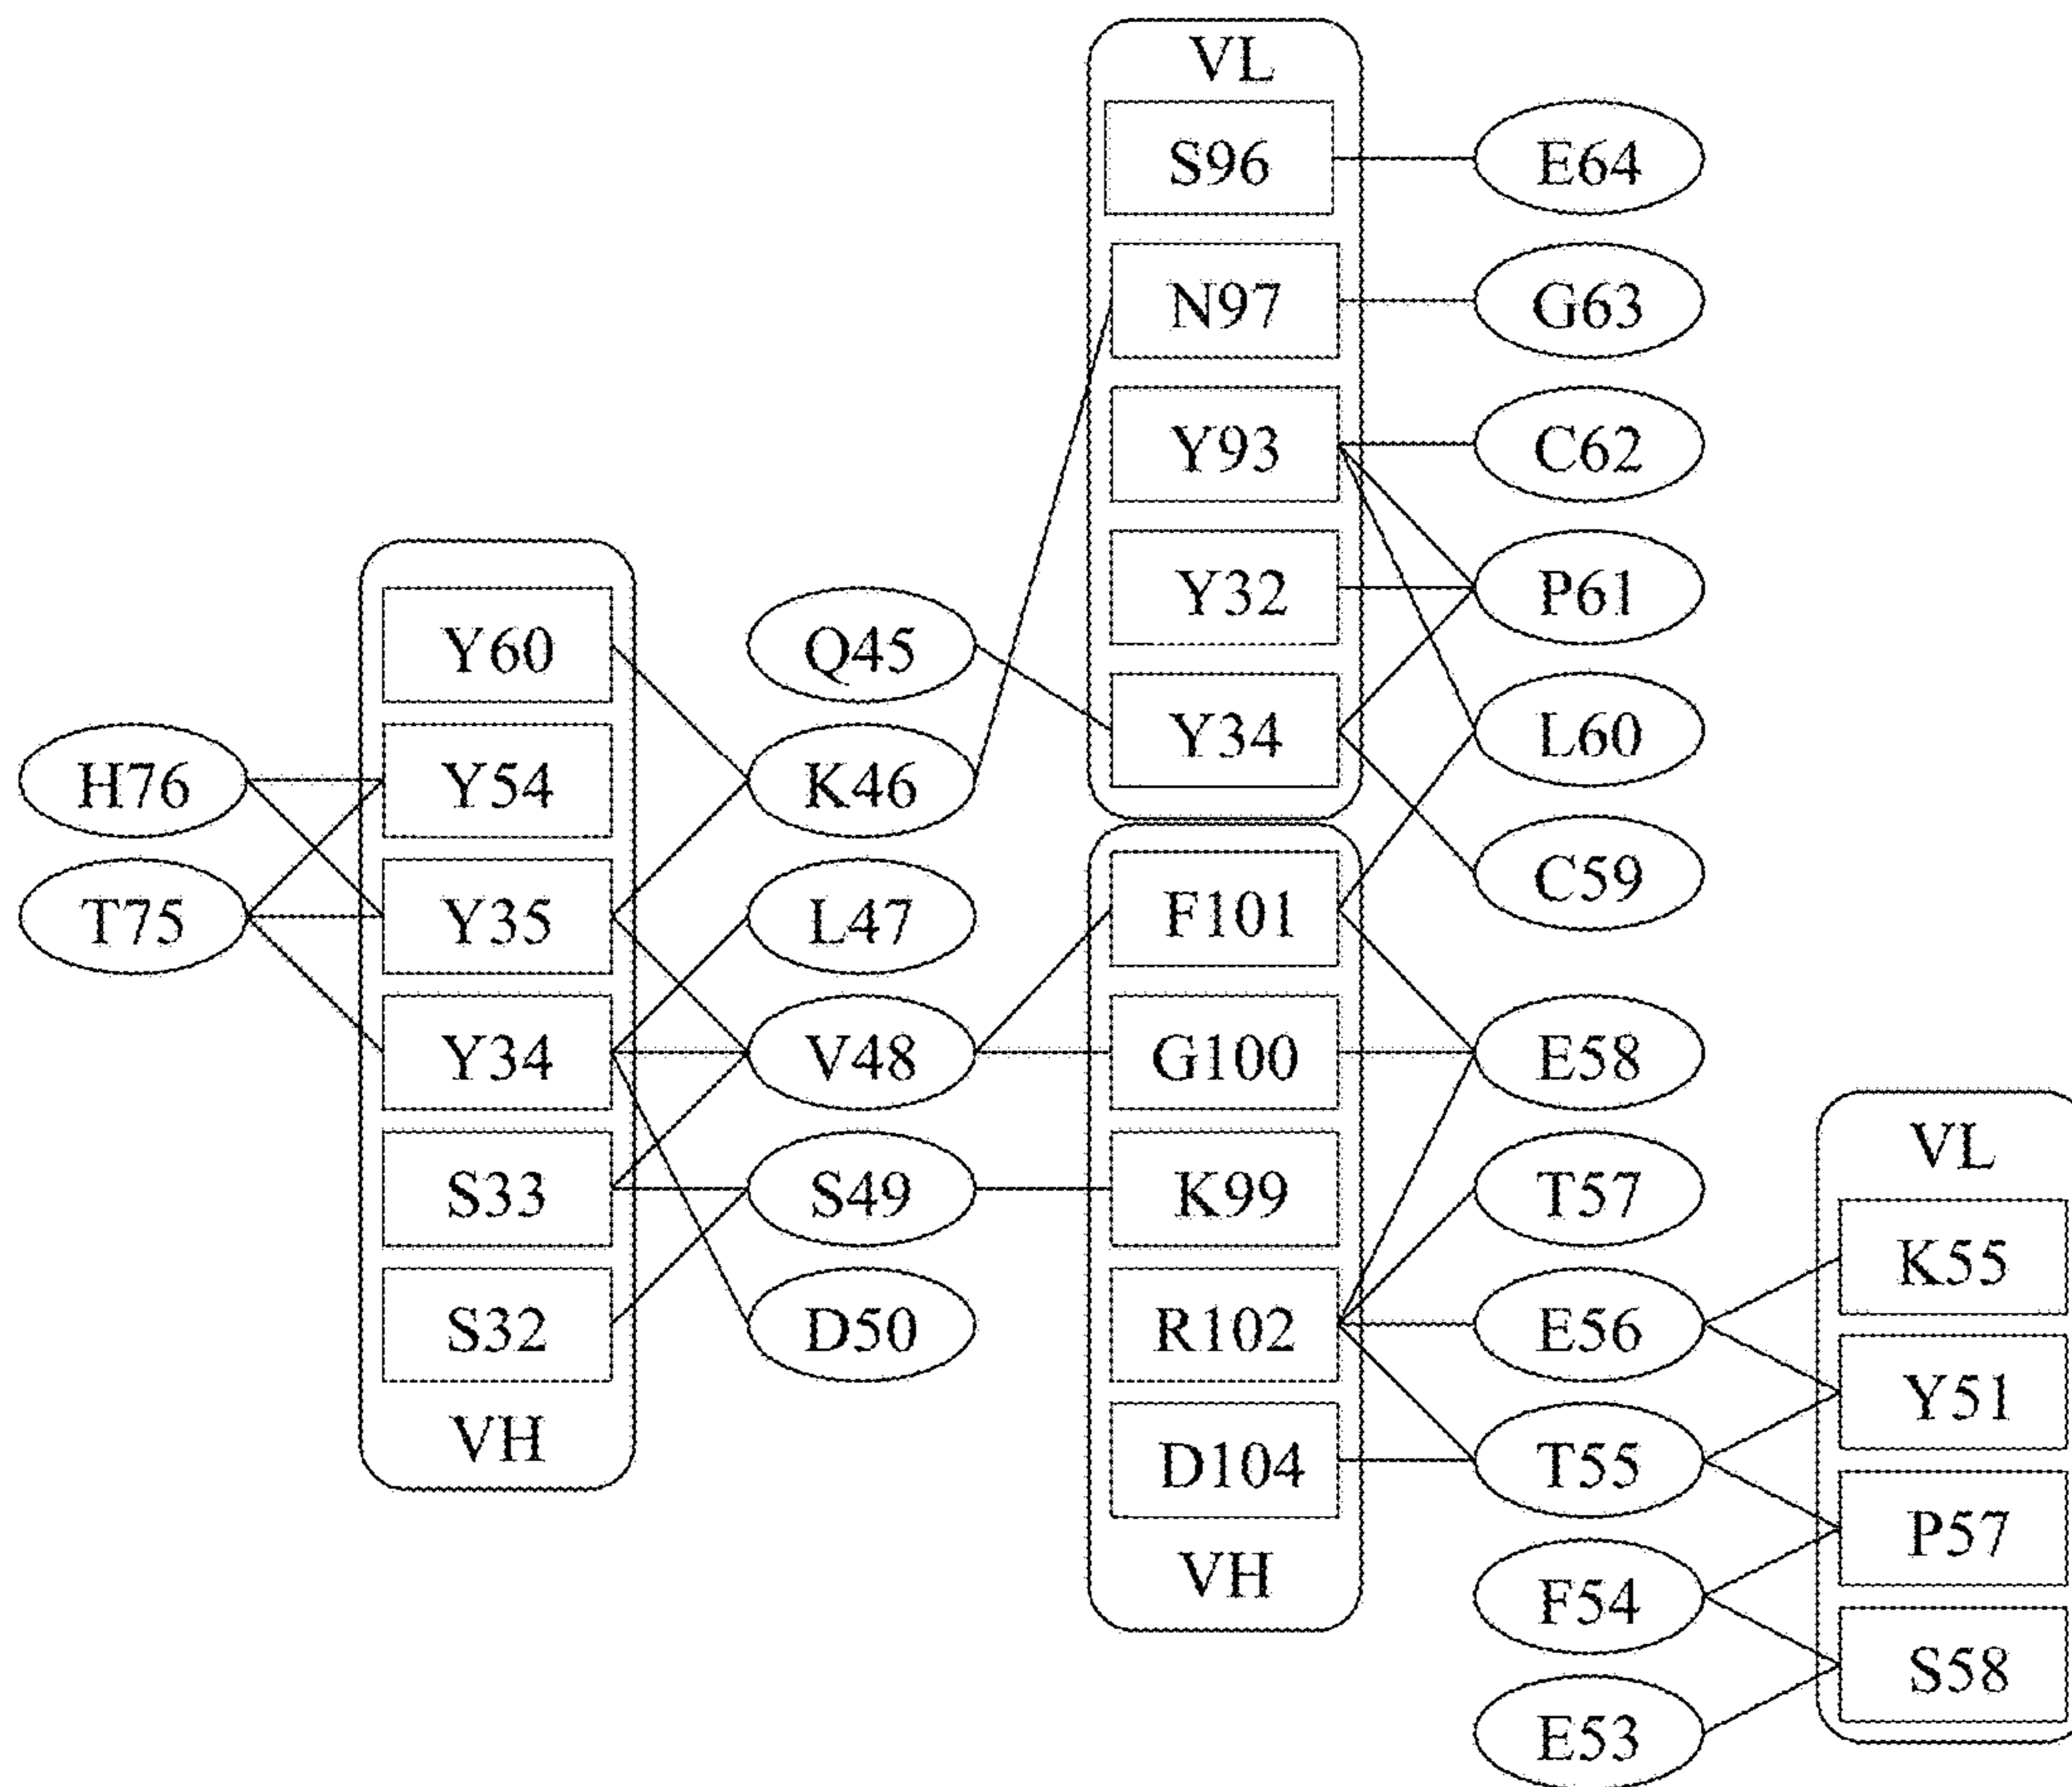 VL
S96
E64
N97
G63
Y93
C62
Y32
P61
Y60
Q45
Y34
L60
H76
Y54
K46
C59
T75
Y35
L47
F101
Y34
V48
G100
E58
S33
S49
K99
T57
VL
K55
S32
D50
R102
E56
Y51
VH
D104
T55
P57
VH
F54
S58
E53